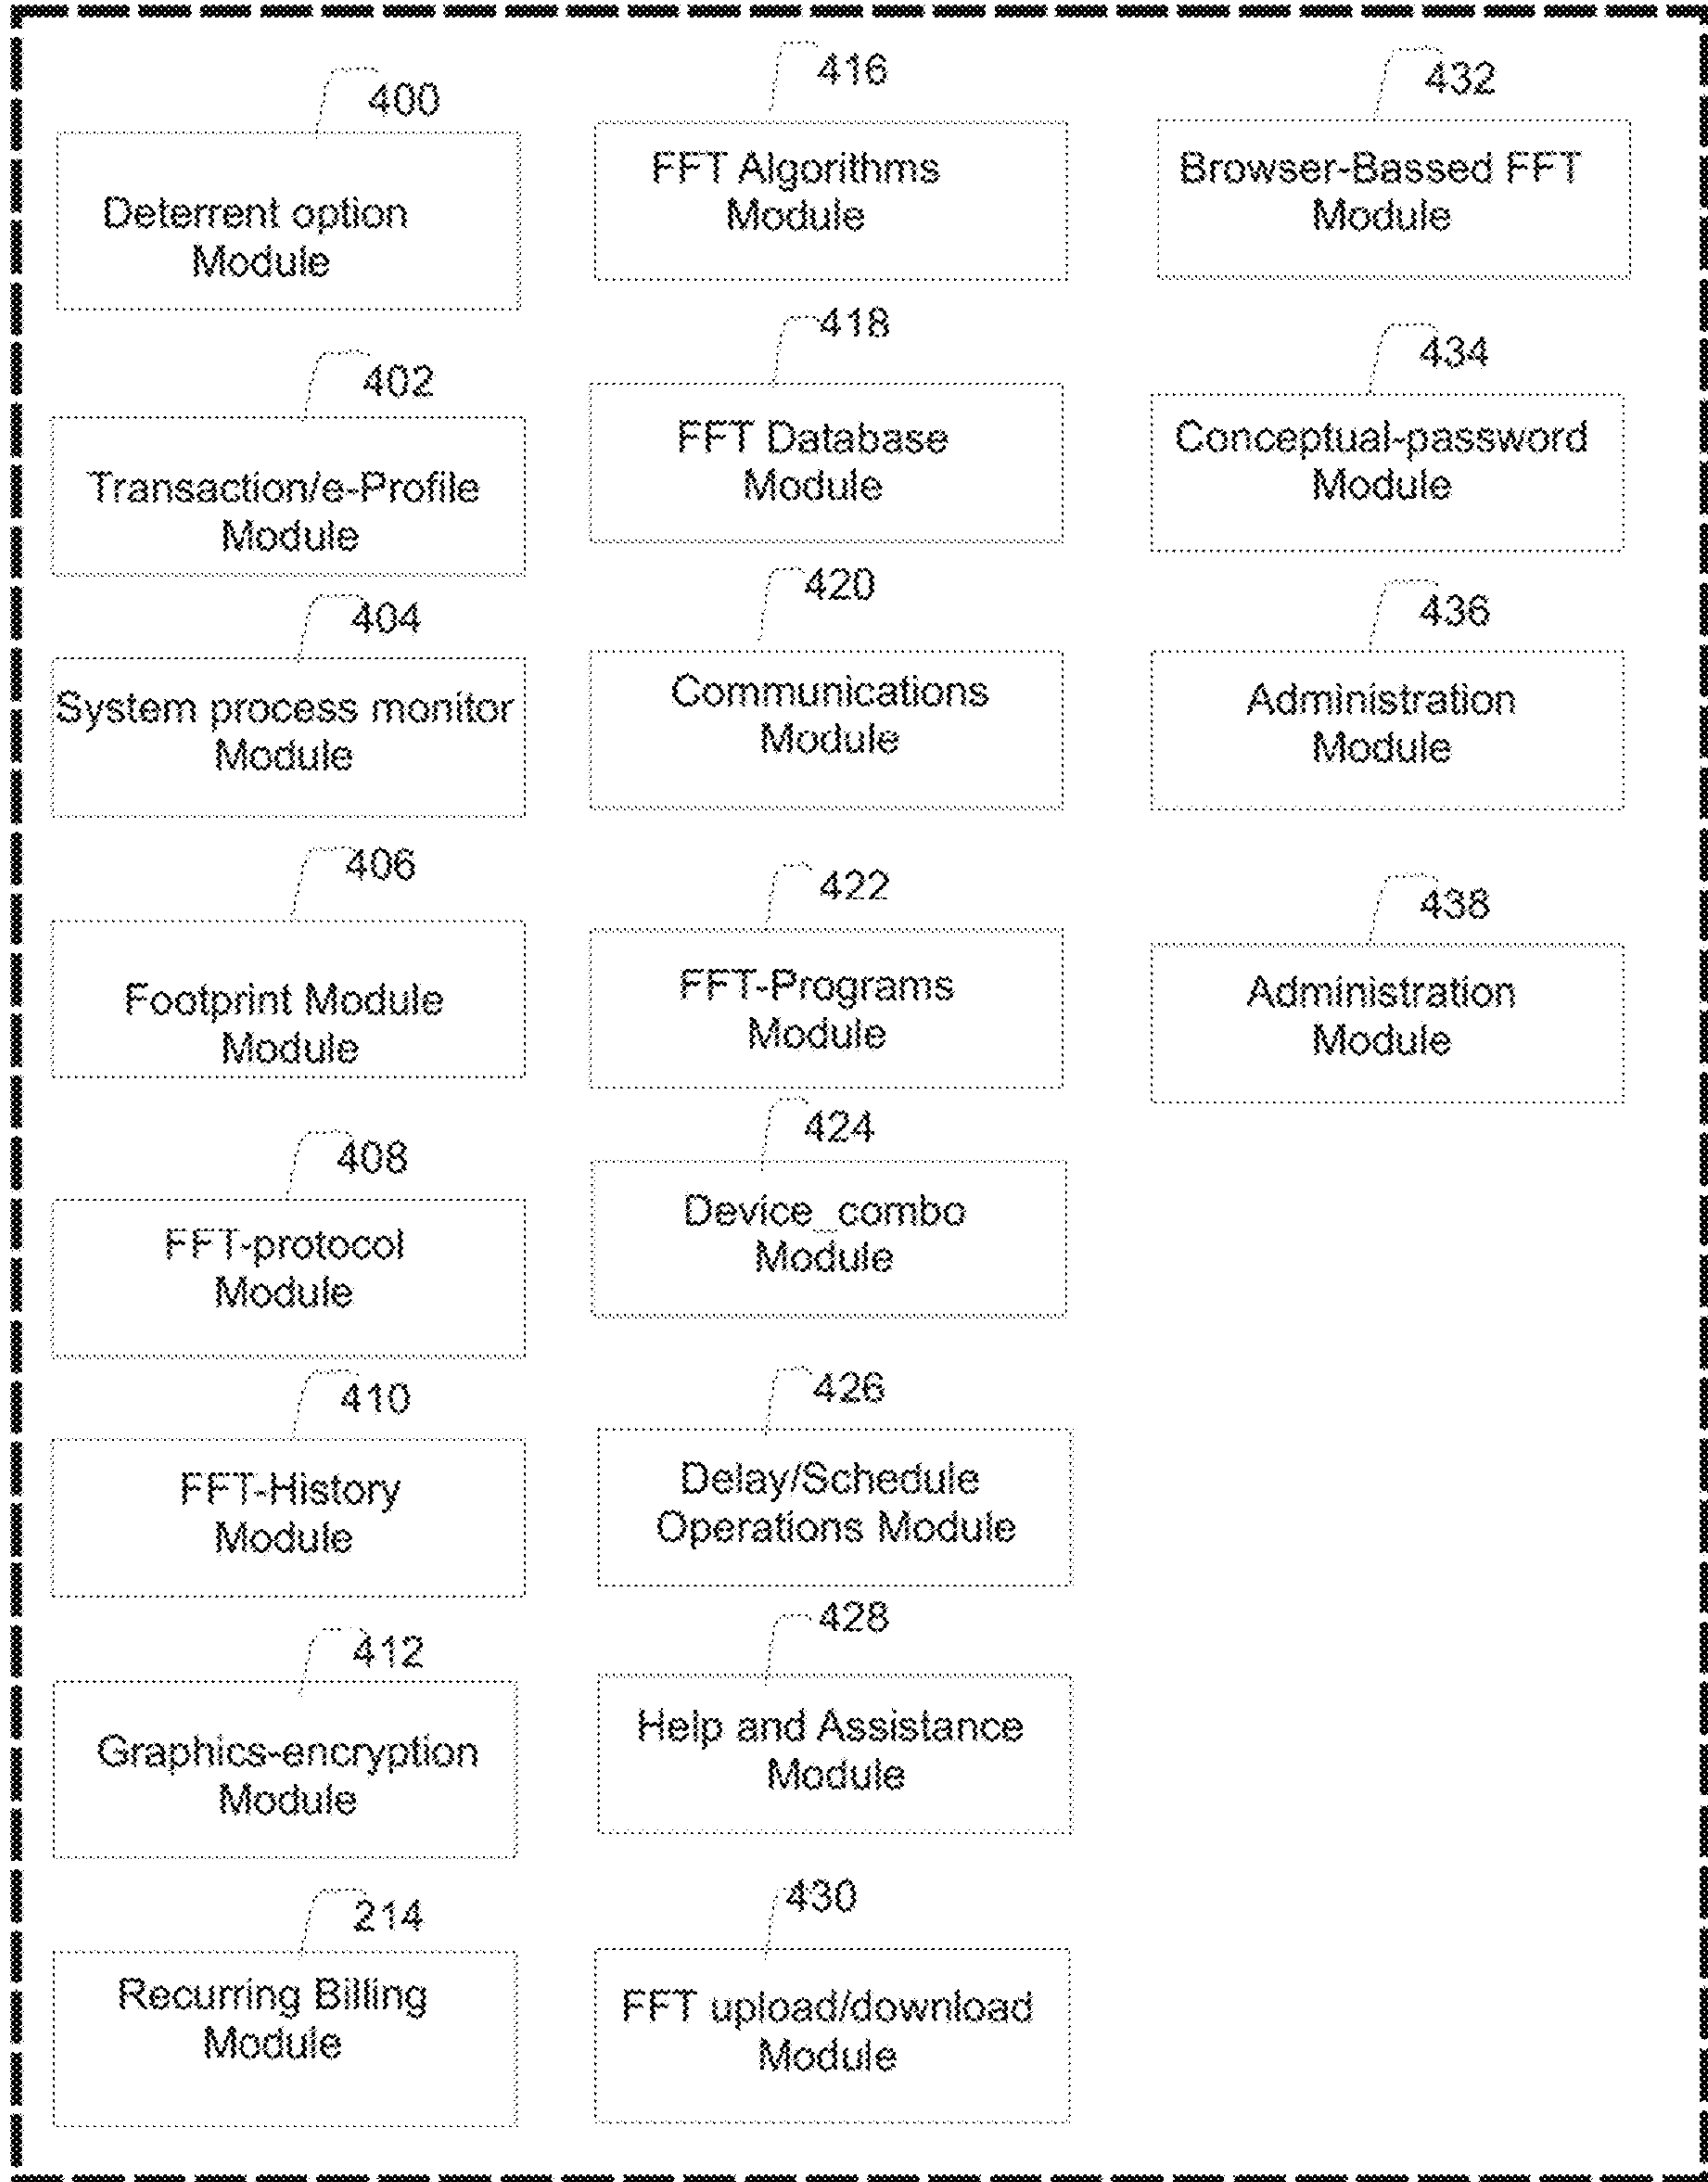 400
Deterrent option
Module
402
Transaction/e-Profile
Module
404
System process monitor
Module
406
Footprint Module
Module
408
FFT-protocol
Module
410
FFT-History
Module
412
Graphics-encryption
Module
214
Recurring Billing
Module
416
FFT Algorithms
Module
418
FFT Database
Module
420
Communications
Module
422
FFT-Programs
Module
424
Device_combo
Module
426
Delay/Schedule
Operations Module
428
Help and Assistance
Module
430
FFT upload/download
Module
432
Browser-Bassed FFT
Module
434
Conceptual-password
Module
436
Administration
Module
438
Administration
Module